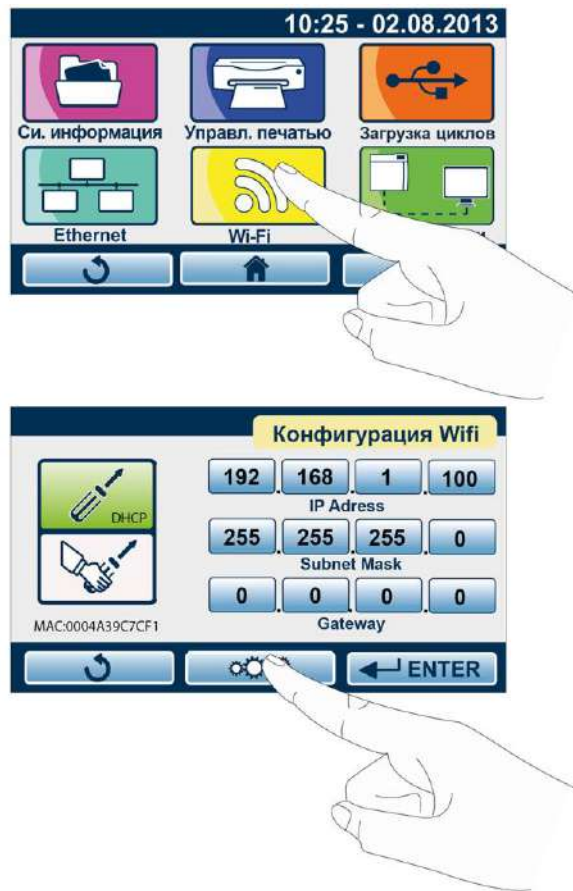 10:25 - 02.08.2013
Си. информация Управл. печатью Загрузка циклов
Ethernet Wi-Fi
Конфигурация Wifi
192 . 168 . 1 . 100
IP Adress
DHCP
255 . 255 . 255 . 0
Subnet Mask
0 . 0 . 0 . 0
MAC:0004A39C7CF1 Gateway
ENTER